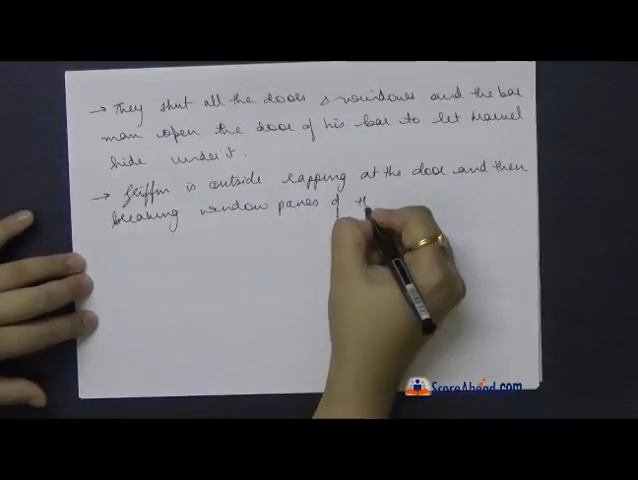 → They shut all the doors & windows and the bar
man open the door of his bar to let Marvel
hide under it.
→ Griffin is outside rapping at the door and then
breaking window panes of th
ScoreAhead.com